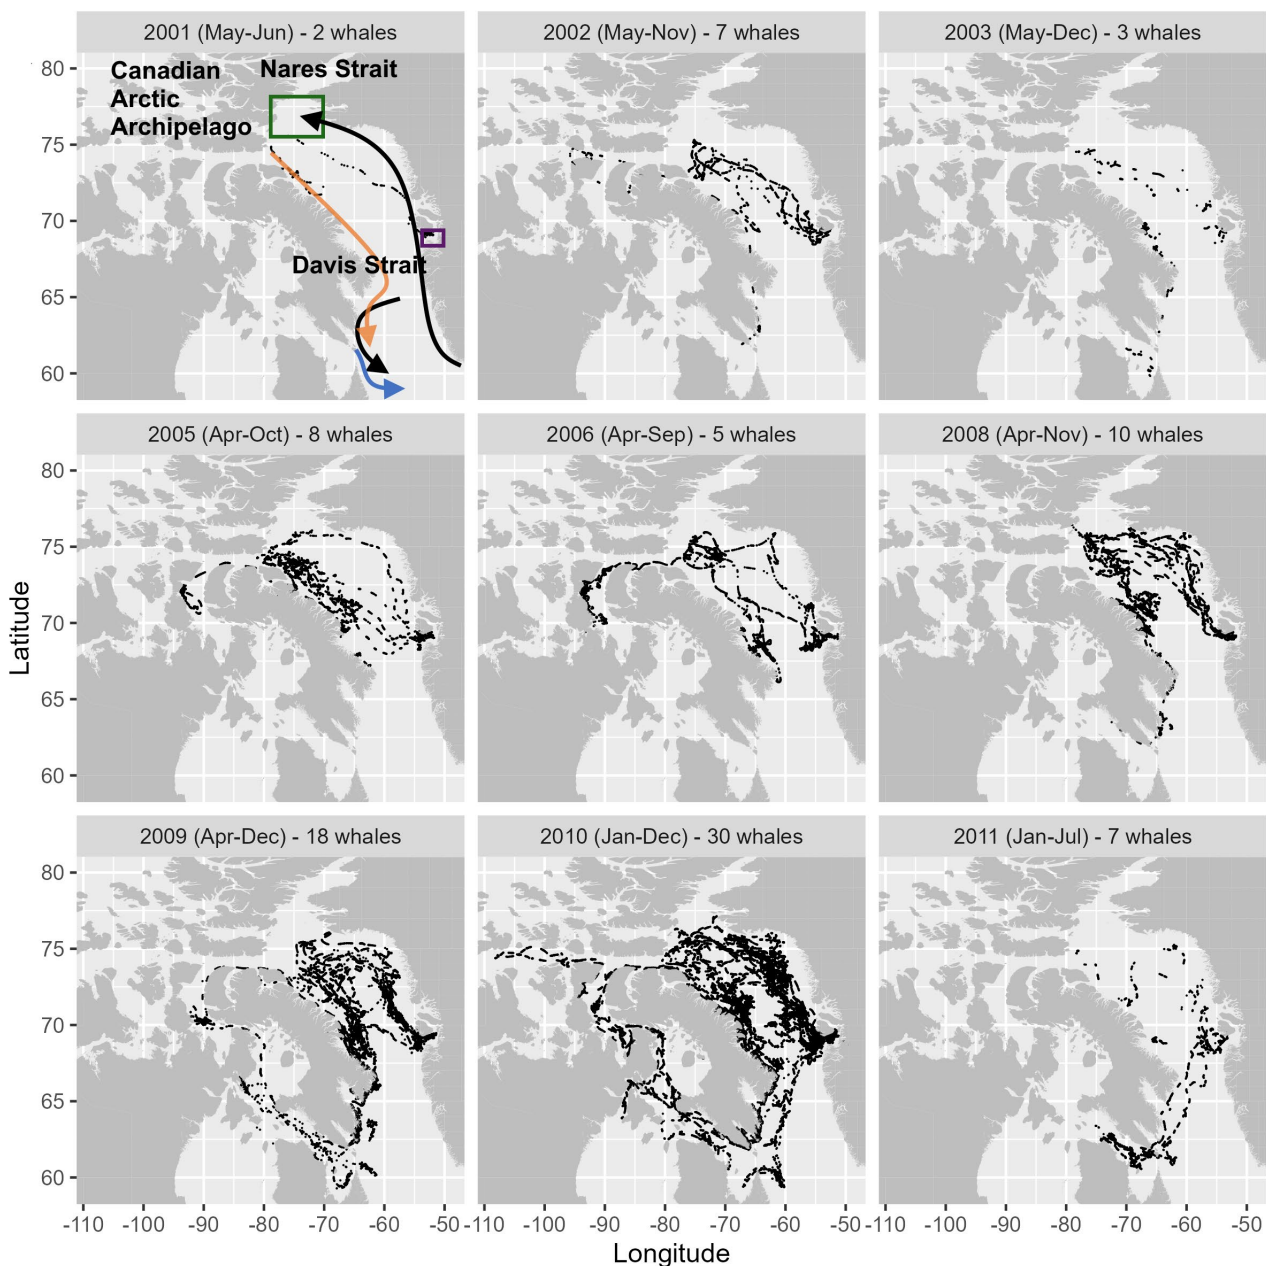 2001 (May-Jun) - 2 whales
2002 (May-Nov) - 7 whales
2003 (May-Dec) - 3 whales
Canadian
Arctic
Archipelago
Nares Strait
Davis Strait
80
75
70
65
60
2005 (Apr-Oct) - 8 whales
2006 (Apr-Sep) - 5 whales
2008 (Apr-Nov) - 10 whales
80
75
70
65
60
Latitude
2009 (Apr-Dec) - 18 whales
2010 (Jan-Dec) - 30 whales
2011 (Jan-Jul) - 7 whales
80
75
70
65
60
-110 -100 -90 -80 -70 -60 -50
-110 -100 -90 -80 -70 -60 -50
-110 -100 -90 -80 -70 -60 -50
Longitude